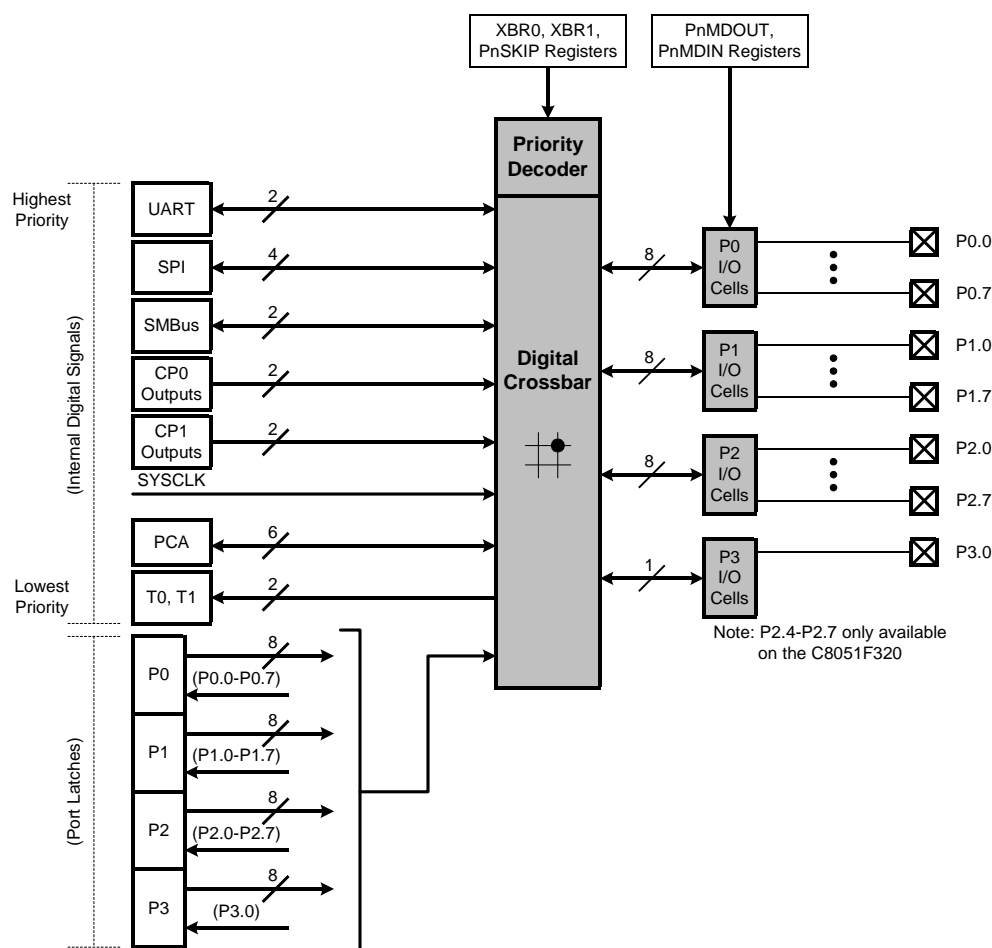 XBR0, XBR1,
PnSKIP Registers
PnMDOUT,
PnMDIN Registers
Priority
Decoder
Highest
Priority
UART
2
SPI
4
SMBus
2
CP0
Outputs
2
CP1
Outputs
2
SYSCLK
PCA
6
Lowest
Priority
T0, T1
2
(Internal Digital Signals)
Digital
Crossbar
8
P0
I/O
Cells
P0.0
P0.7
8
P1
I/O
Cells
P1.0
P1.7
8
P2
I/O
Cells
P2.0
P2.7
1
P3
I/O
Cells
P3.0
Note: P2.4-P2.7 only available
on the C8051F320
(Port Latches)
P0
8
(P0.0-P0.7)
P1
8
(P1.0-P1.7)
P2
8
(P2.0-P2.7)
P3
8
(P3.0)